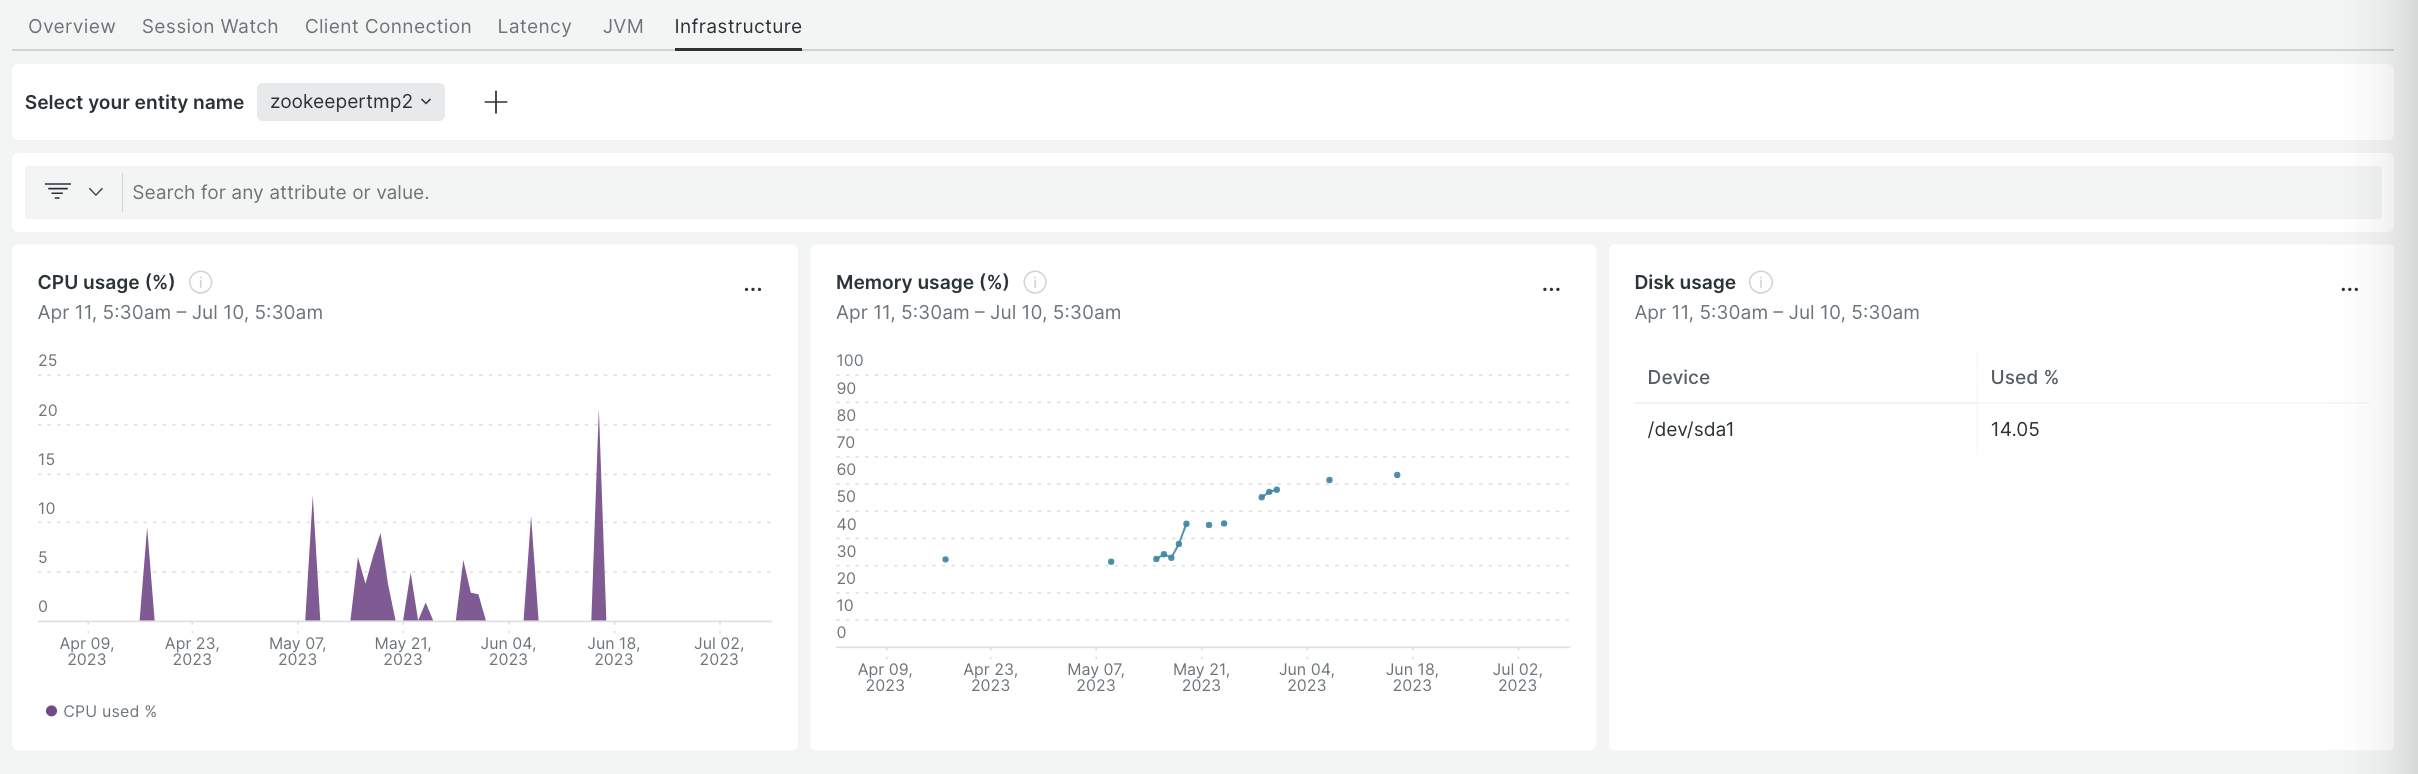 Overview Session Watch Client Connection Latency JVM Infrastructure
Select your entity name zookeepertmp2
Search for any attribute or value.
CPU usage (%)
Apr 11, 5:30am – Jul 10, 5:30am
25
20
15
10
5
0
Apr 09, 2023
Apr 23, 2023
May 07, 2023
May 21, 2023
Jun 04, 2023
Jun 18, 2023
Jul 02, 2023
CPU used %
Memory usage (%)
Apr 11, 5:30am – Jul 10, 5:30am
100
90
80
70
60
50
40
30
20
10
0
Apr 09, 2023
Apr 23, 2023
May 07, 2023
May 21, 2023
Jun 04, 2023
Jun 18, 2023
Jul 02, 2023
Disk usage
Apr 11, 5:30am – Jul 10, 5:30am
Device Used %
/dev/sda1 14.05